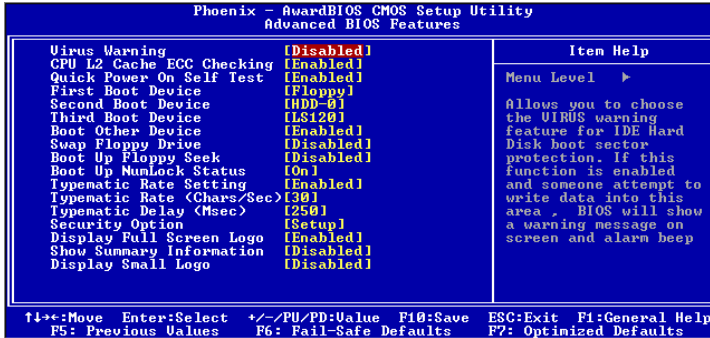 Phoenix - AwardBIOS CMOS Setup Utility
Advanced BIOS Features
Virus Warning [Disabled]
CPU L2 Cache ECC Checking [Enabled]
Quick Power On Self Test [Enabled]
First Boot Device [Floppy]
Second Boot Device [HDD-0]
Third Boot Device [LS120]
Boot Other Device [Enabled]
Swap Floppy Drive [Disabled]
Boot Up Floppy Seek [Disabled]
Boot Up NumLock Status [On]
Typematic Rate Setting [Enabled]
Typematic Rate (Chars/Sec)[30]
Typematic Delay (Msec) [250]
Security Option [Setup]
Display Full Screen Logo [Enabled]
Show Summary Information [Disabled]
Display Small Logo [Disabled]
Item Help
Menu Level ▶
Allows you to choose
the VIRUS warning
feature for IDE Hard
Disk boot sector
protection. If this
function is enabled
and someone attempt to
write data into this
area , BIOS will show
a warning message on
screen and alarm beep
↑↓→←:Move Enter:Select +/-/PU/PD:Value F10:Save ESC:Exit F1:General Help
F5: Previous Values F6: Fail-Safe Defaults F7: Optimized Defaults